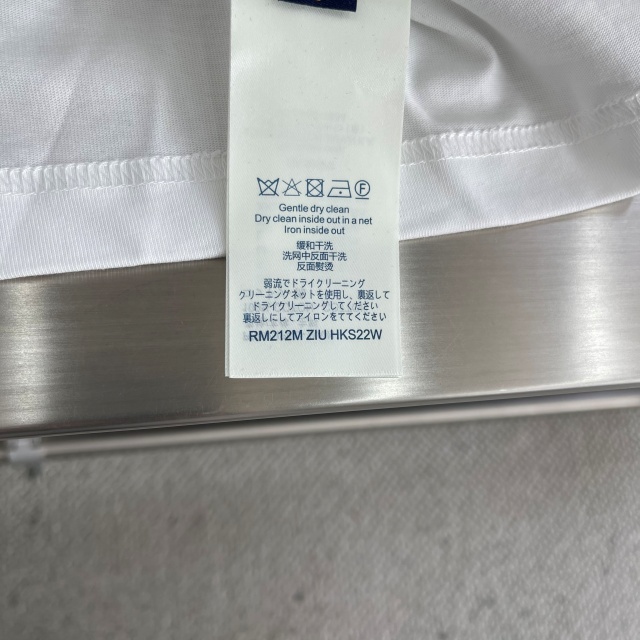 Gentle dry clean
Dry clean inside out in a net
Iron inside out
缓和干洗
洗网中反面干洗
反面熨烫
弱流でドライクリーニング
クリーニングネットを使用し、裏返して
ドライクリーニングしてください
裏返しにしてアイロンをてててください
RM212M ZIU HKS22W